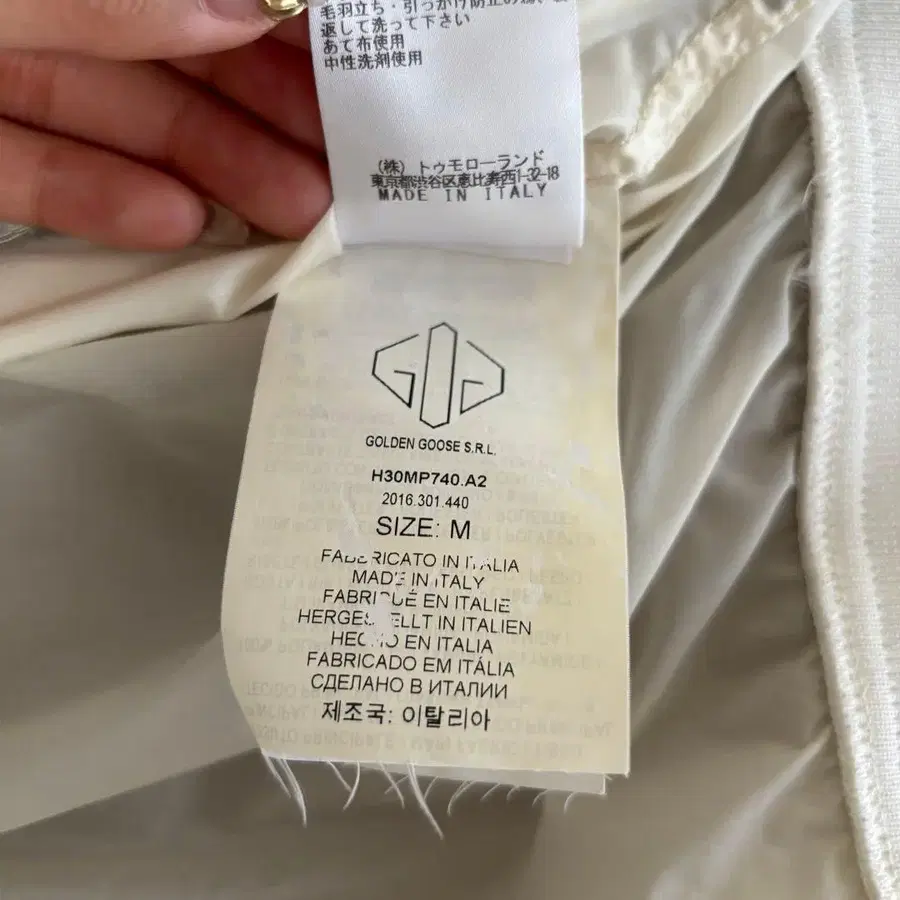 毛羽立ち・引っかけ防止の為、裏
返して洗って下さい
あて布使用
中性洗剤使用
(株) トゥモローランド
東京都渋谷区恵比寿西1-32-18
MADE IN ITALY
GOLDEN GOOSE S.R.L.
H30MP740.A2
2016.301.440
SIZE: M
FABBRICATO IN ITALIA
MADE IN ITALY
FABRIQUÉ EN ITALIE
HERGESTELLT IN ITALIEN
HECHO EN ITALIA
FABRICADO EM ITÁLIA
СДЕЛАНО В ИТАЛИИ
제조국: 이탈리아